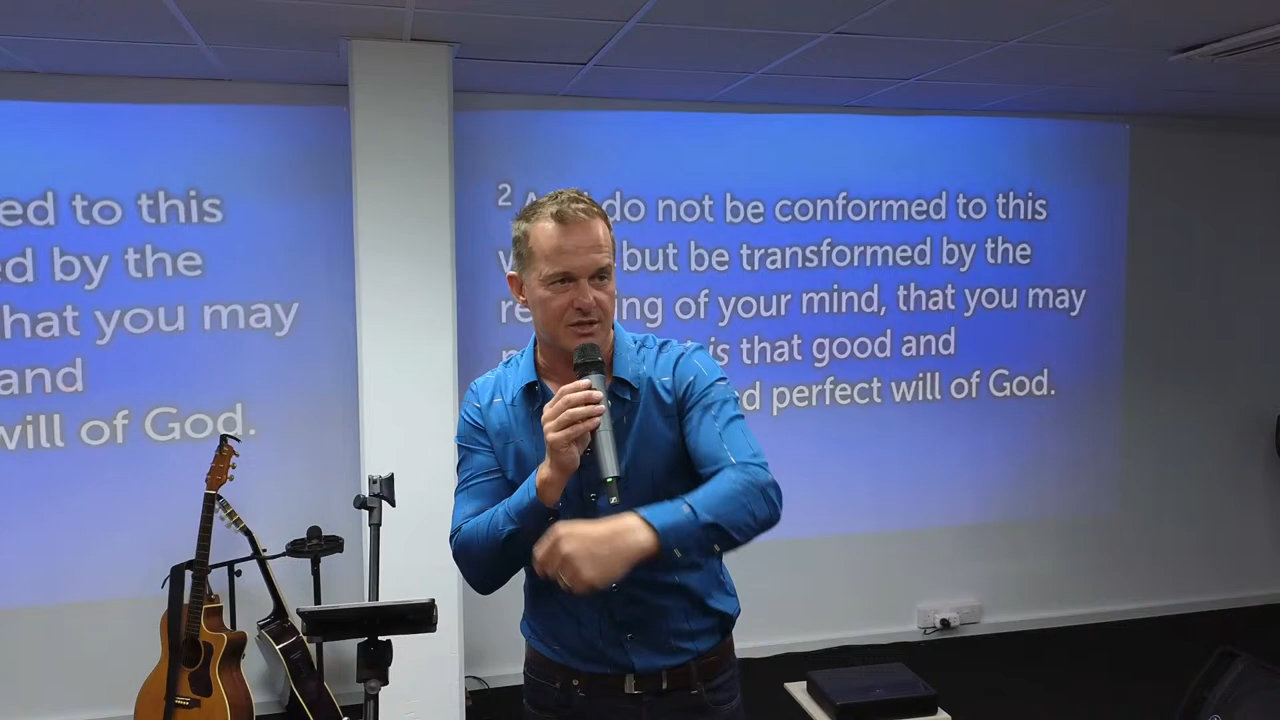 ed to this
ed by the
hat you may
and
will of God.
2 do not be conformed to this
but be transformed by the
of your mind, that you may
is that good and
perfect will of God.